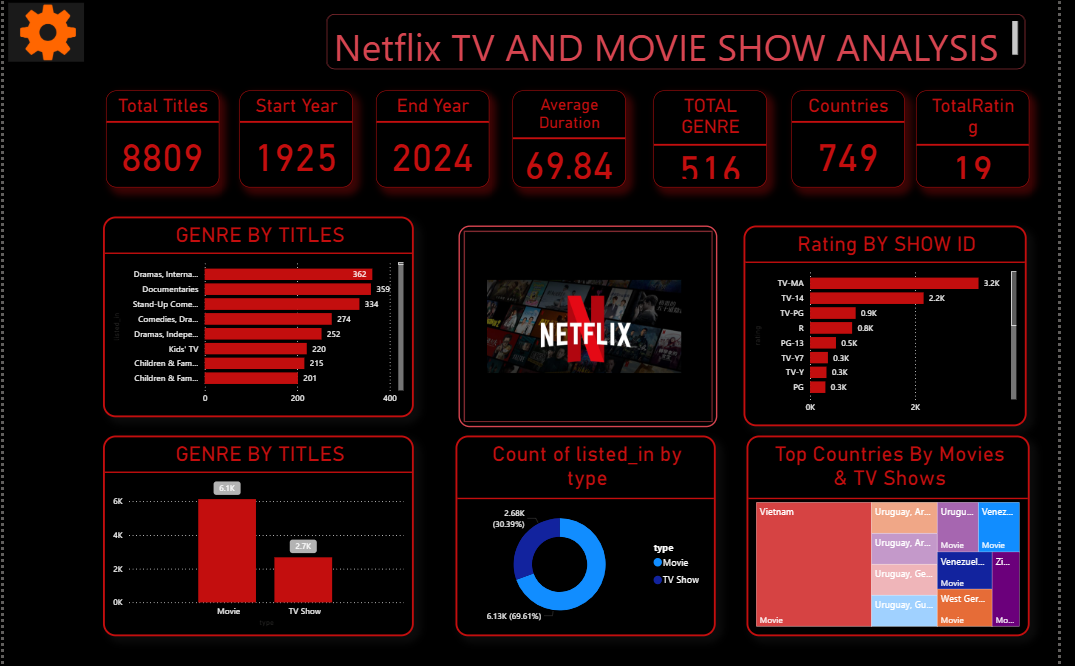 Netflix TV AND MOVIE SHOW ANALYSIS
Total Titles
8809
Start Year
1925
End Year
2024
Average
Duration
69.84
TOTAL
GENRE
516
Countries
749
TotalRatin
g
19
GENRE BY TITLES
Dramas, Interna...
362
Documentaries
359
Stand-Up Come...
334
Comedies, Dra...
274
Dramas, Indepe...
252
Kids' TV
220
Children & Fam...
215
Children & Fam...
201
0
200
400
listed_in
NETFLIX
Rating BY SHOW ID
TV-MA
3.2K
TV-14
2.2K
TV-PG
0.9K
R
0.8K
PG-13
0.5K
TV-Y7
0.3K
TV-Y
0.3K
PG
0.3K
0K
2K
rating
GENRE BY TITLES
6K
4K
2K
0K
6.1K
2.7K
Movie
TV Show
type
Count of listed_in by
type
2.68K
(30.39%)
6.13K (69.61%)
type
Movie
TV Show
Top Countries By Movies
& TV Shows
Vietnam
Movie
Uruguay, Ar...
Uruguay, Ar...
Uruguay, Ge...
Uruguay, Gu...
Urugu...
Movie
Venez...
Movie
Venezuel...
Movie
West Ger...
Movie
Zi...
Mo...